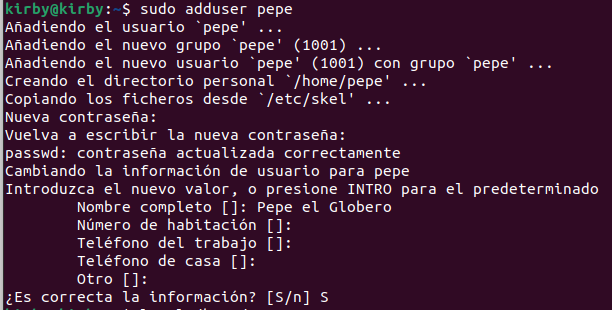 kirby@kirby:~$ sudo adduser pepe
Añadiendo el usuario `pepe' ...
Añadiendo el nuevo grupo `pepe' (1001) ...
Añadiendo el nuevo usuario `pepe' (1001) con grupo `pepe' ...
Creando el directorio personal `/home/pepe' ...
Copiando los ficheros desde `/etc/skel' ...
Nueva contraseña:
Vuelva a escribir la nueva contraseña:
passwd: contraseña actualizada correctamente
Cambiando la información de usuario para pepe
Introduzca el nuevo valor, o presione INTRO para el predeterminado
        Nombre completo []: Pepe el Globero
        Número de habitación []:
        Teléfono del trabajo []:
        Teléfono de casa []:
        Otro []:
¿Es correcta la información? [S/n] S